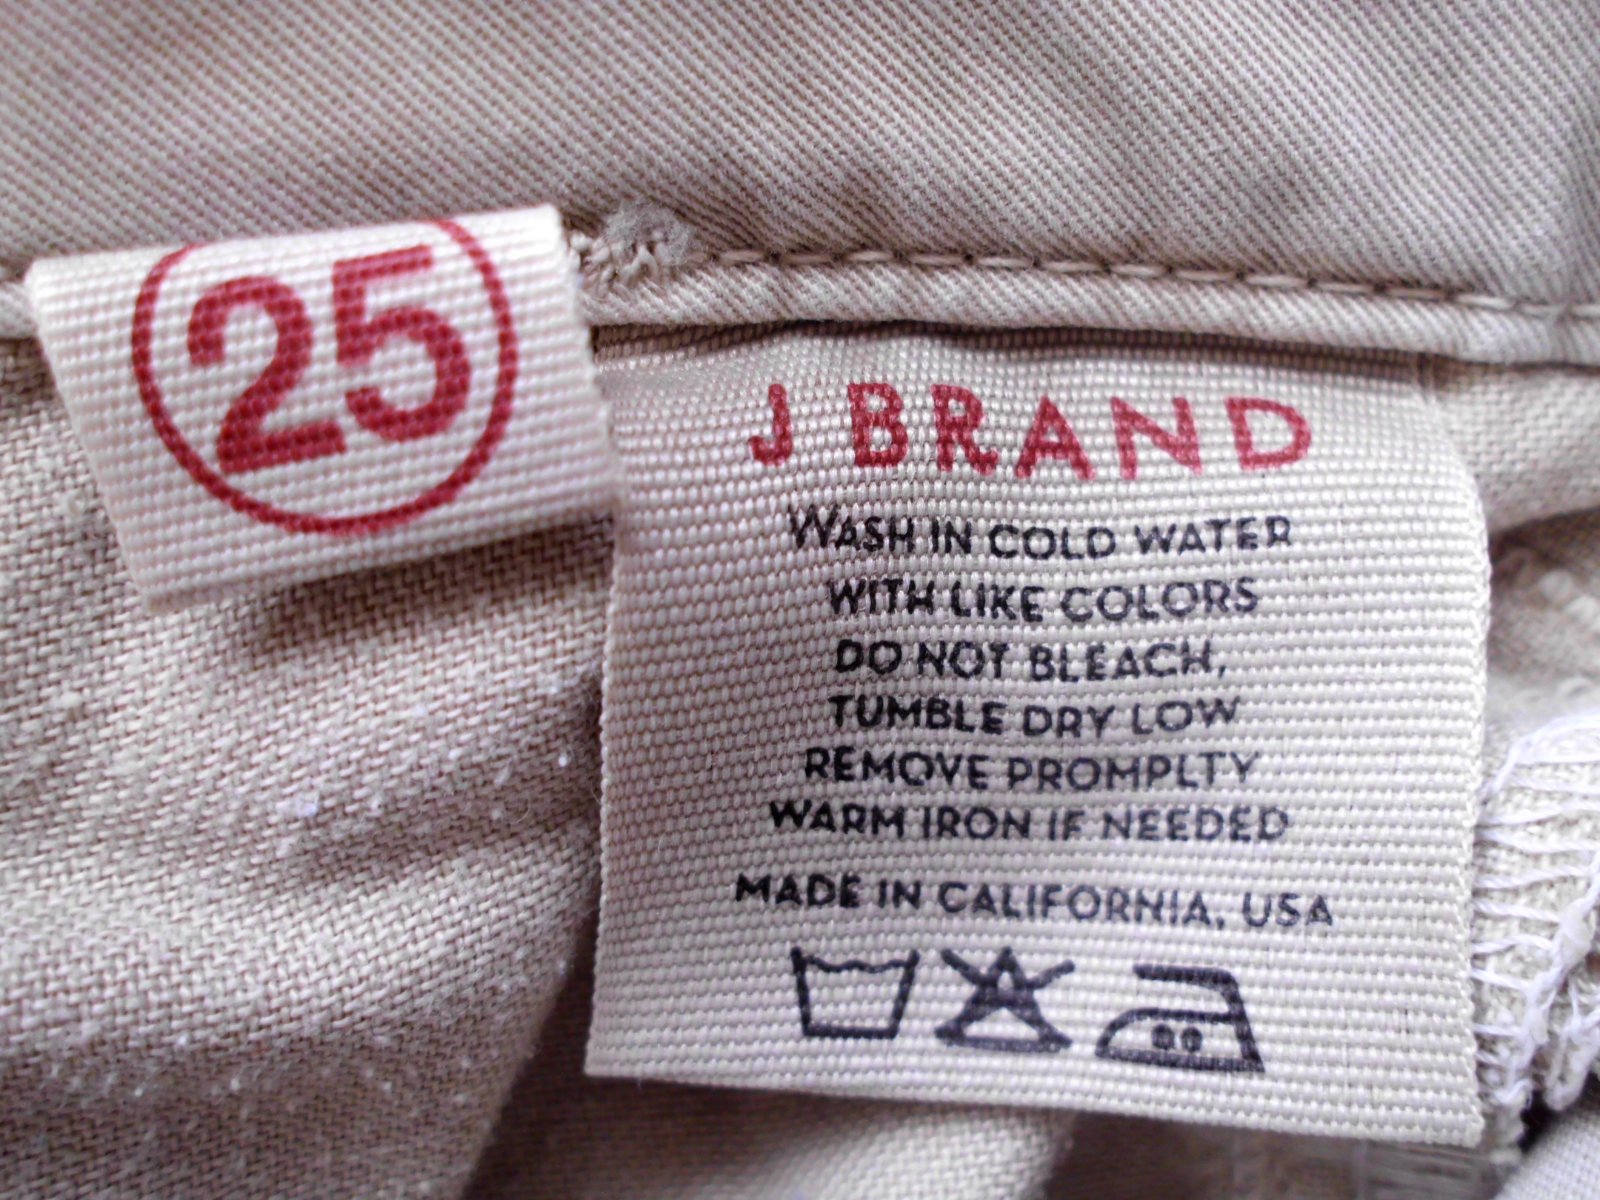 25
J BRAND
WASH IN COLD WATER
WITH LIKE COLORS
DO NOT BLEACH,
TUMBLE DRY LOW
REMOVE PROMPLTY
WARM IRON IF NEEDED
MADE IN CALIFORNIA, USA